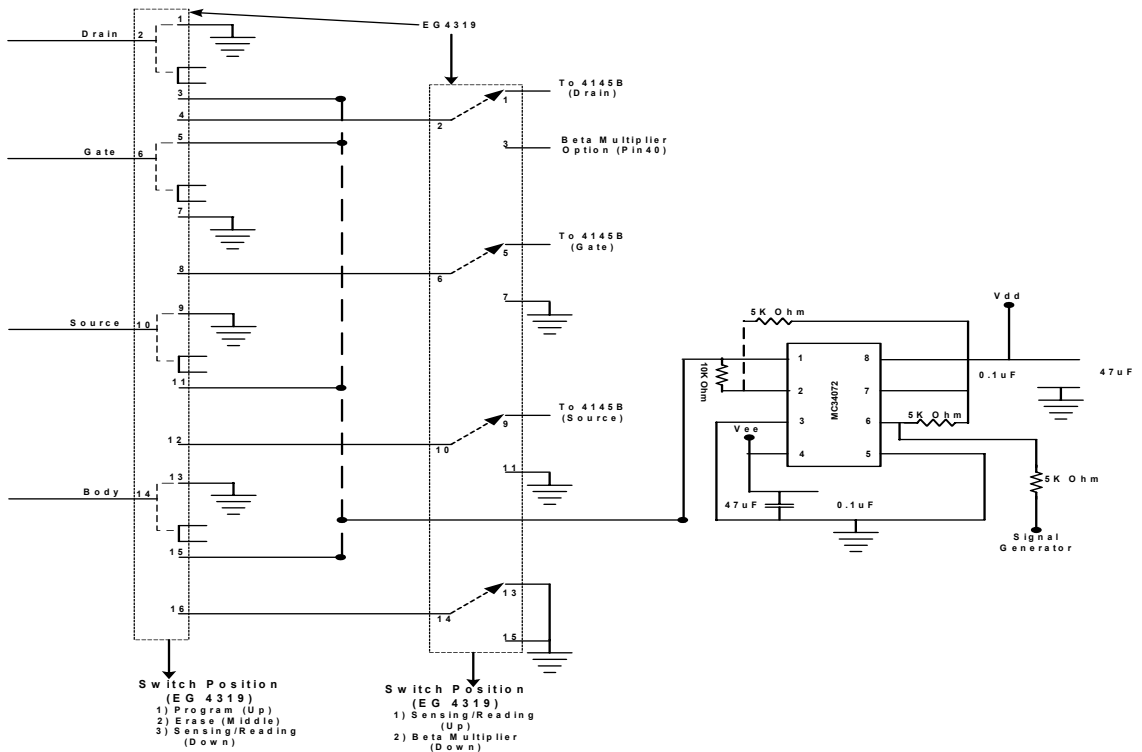 EG4319
Drain 2
1
3
4
5
Gate 6
7
8
9
Source 10
11
12
13
Body 14
15
16
Switch Position
(EG 4319)
1) Program (Up)
2) Erase (Middle)
3) Sensing/Reading
(Down)
To 4145B
(Drain)
1
2
3
Beta Multiplier
Option (Pin40)
To 4145B
(Gate)
5
6
7
To 4145B
(Source)
9
10
11
13
14
15
Switch Position
(EG 4319)
1) Sensing/Reading
(Up)
2) Beta Multiplier
(Down)
Vdd
5K Ohm
10K Ohm
1
2
3
4
MC34072
8
7
6
5
0.1uF
47uF
5K Ohm
Vee
5K Ohm
47uF
0.1uF
Signal
Generator